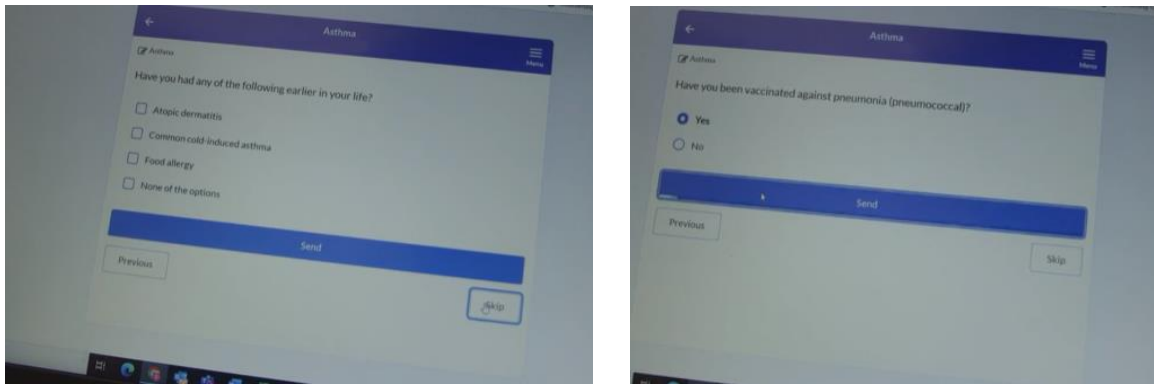 Asthma
Menu
Asthma
Have you had any of the following earlier in your life?
Atopic dermatitis
Common cold-induced asthma
Food allergy
None of the options
Send
Previous
Skip
Asthma
Menu
Asthma
Have you been vaccinated against pneumonia (pneumococcal)?
Yes
No
Send
Previous
Skip